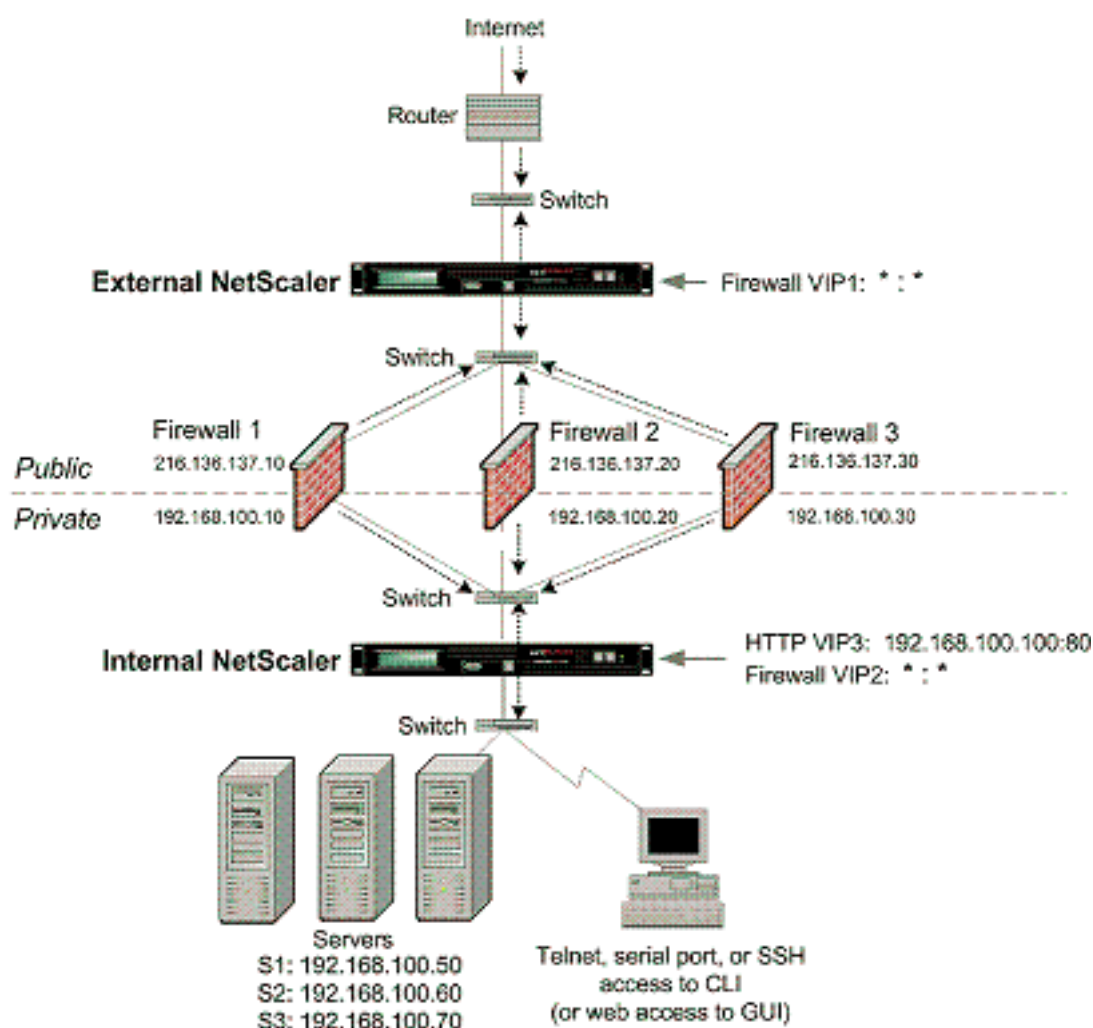 Internet
Router
Switch
External NetScaler
Firewall VIP1: * : *
Switch
Firewall 1
Firewall 2
Firewall 3
Public
216.136.137.10
216.136.137.20
216.136.137.30
Private
192.168.100.10
192.168.100.20
192.168.100.30
Switch
Internal NetScaler
HTTP VIP3: 192.168.100.100:80
Firewall VIP2: * : *
Switch
Servers
S1: 192.168.100.50
S2: 192.168.100.60
S3: 192.168.100.70
Telnet, serial port, or SSH
access to CLI
(or web access to GUI)